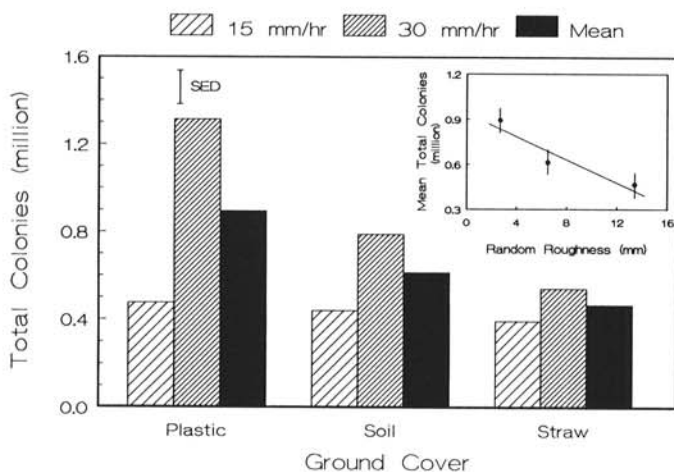 15 mm/hr 30 mm/hr Mean
Total Colonies (million)
1.6
1.2
0.8
0.4
0.0
SED
Plastic Soil Straw
Ground Cover
Mean Total Colonies
(million)
1.2
0.9
0.6
0.3
0 4 8 12 16
Random Roughness (mm)